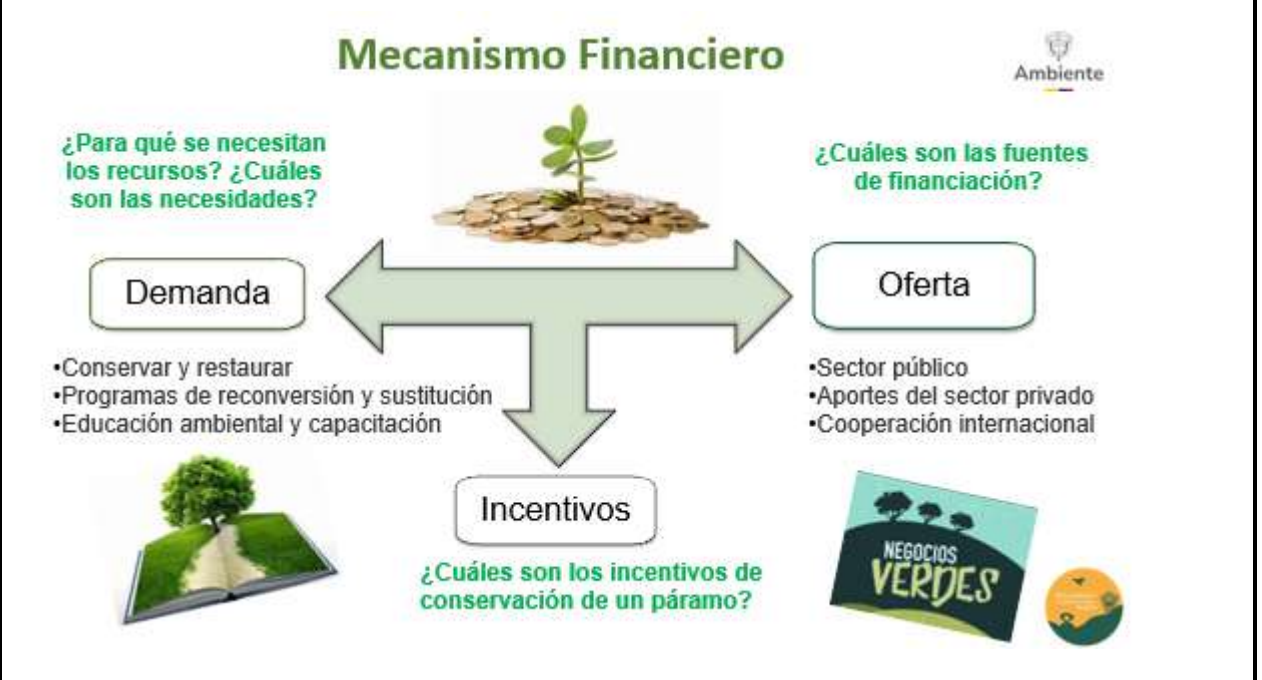 Mecanismo Financiero
Ambiente
¿Para qué se necesitan
los recursos? ¿Cuáles
son las necesidades?
¿Cuáles son las fuentes
de financiación?
Demanda
Oferta
•Conservar y restaurar
•Programas de reconversión y sustitución
•Educación ambiental y capacitación
•Sector público
•Aportes del sector privado
•Cooperación internacional
Incentivos
¿Cuáles son los incentivos de
conservación de un páramo?
NEGOCIOS
VERDES